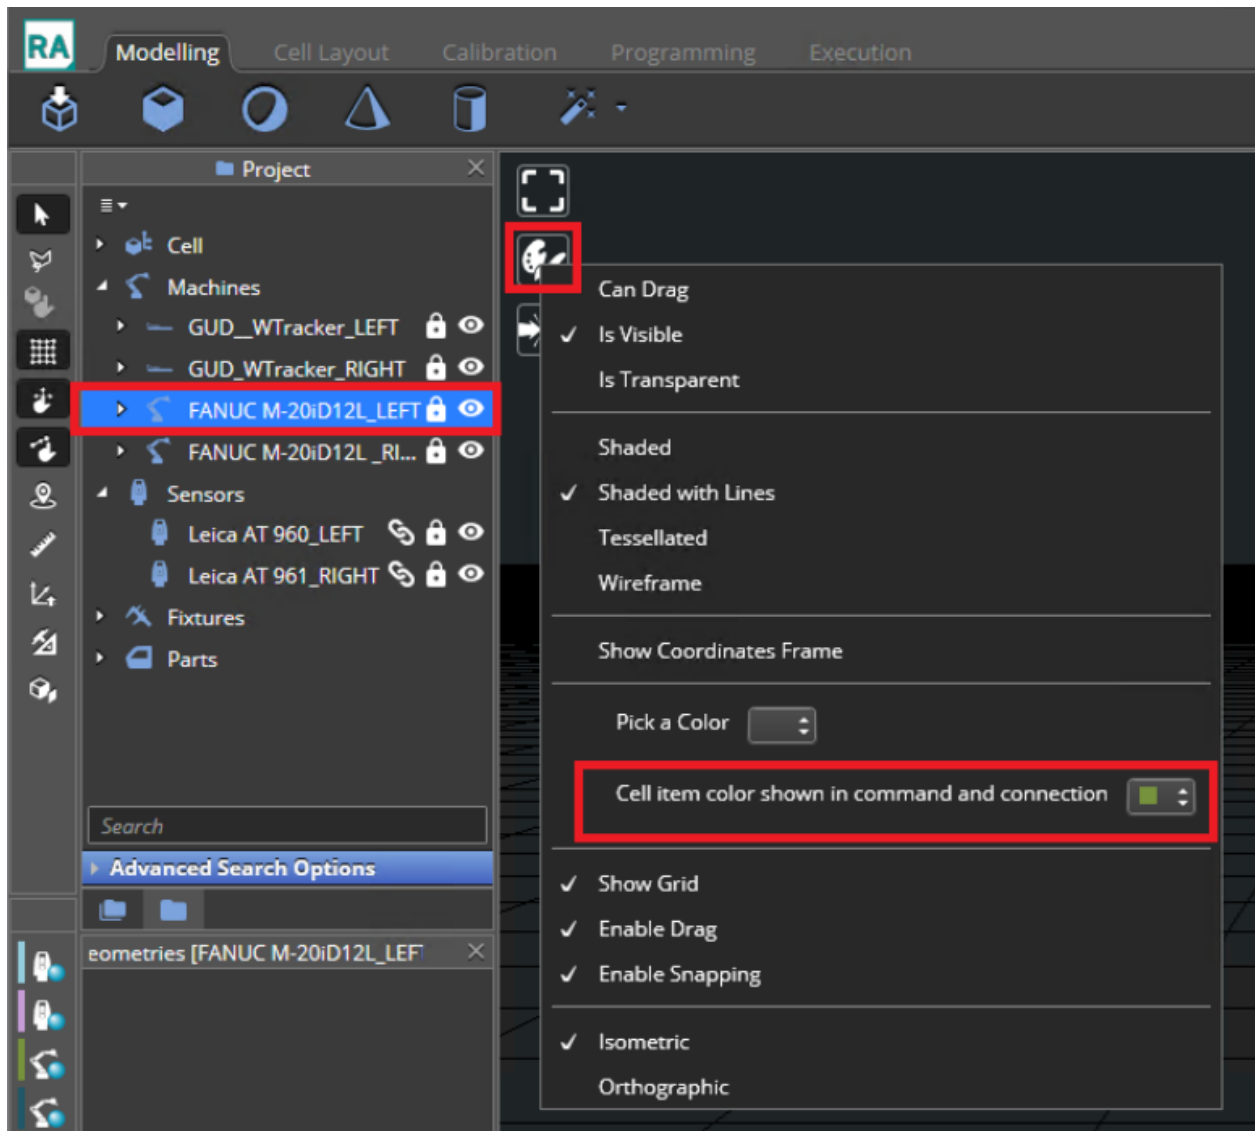 RA
Modelling Cell Layout Calibration Programming Execution
Project
Cell
Machines
GUD__WTracker_LEFT
GUD_WTracker_RIGHT
FANUC M-20iD12L_LEFT
FANUC M-20iD12L _RI...
Sensors
Leica AT 960_LEFT
Leica AT 961_RIGHT
Fixtures
Parts
Search
Advanced Search Options
eometries [FANUC M-20iD12L_LEF
Can Drag
Is Visible
Is Transparent
Shaded
Shaded with Lines
Tessellated
Wireframe
Show Coordinates Frame
Pick a Color
Cell item color shown in command and connection
Show Grid
Enable Drag
Enable Snapping
Isometric
Orthographic